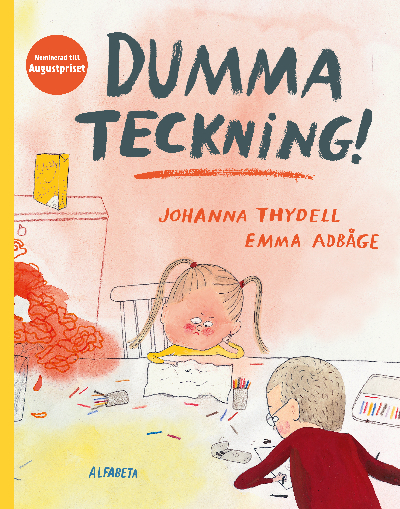 Nominerad till
Augustpriset
DUMMA
TECKNING!
JOHANNA THYDELL
EMMA ADBÅGE
ALFABETA